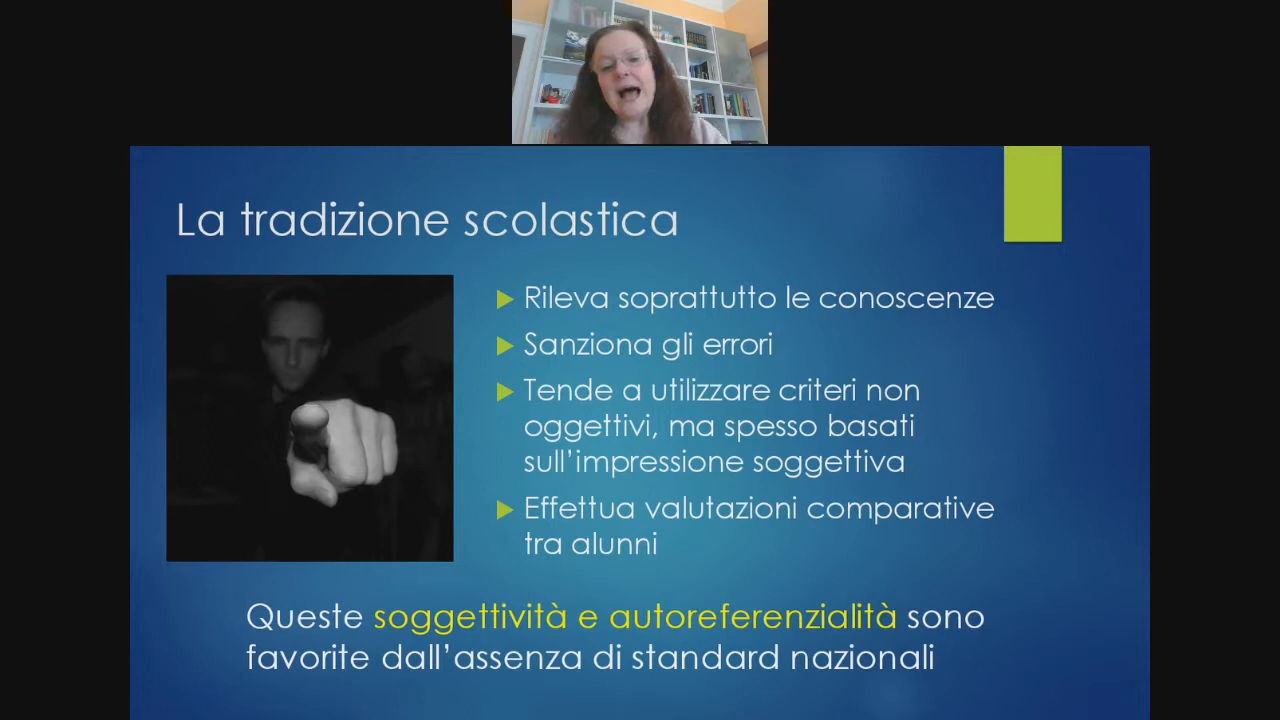 La tradizione scolastica
Rileva soprattutto le conoscenze
Sanziona gli errori
Tende a utilizzare criteri non
oggettivi, ma spesso basati
sull'impressione soggettiva
Effettua valutazioni comparative
tra alunni
Queste soggettività e autoreferenzialità sono
favorite dall'assenza di standard nazionali